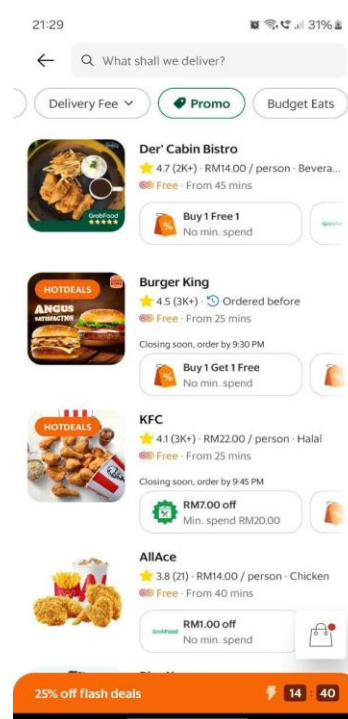 21:29
31%
What shall we deliver?
Delivery Fee
Promo
Budget Eats
Der' Cabin Bistro
4.7 (2K+) · RM14.00 / person · Bevera...
Free · From 45 mins
GrabFood
Buy 1 Free 1
No min. spend
HOTDEALS
ANGUS
SATISFACTION
Burger King
4.5 (3K+) · Ordered before
Free · From 25 mins
Closing soon, order by 9:30 PM
Buy 1 Get 1 Free
No min. spend
HOTDEALS
KFC
4.1 (3K+) · RM22.00 / person · Halal
Free · From 25 mins
Closing soon, order by 9:45 PM
RM7.00 off
Min. spend RM20.00
AllAce
3.8 (21) · RM14.00 / person · Chicken
Free · From 40 mins
GrabFood
RM1.00 off
No min. spend
25% off flash deals
14 : 40